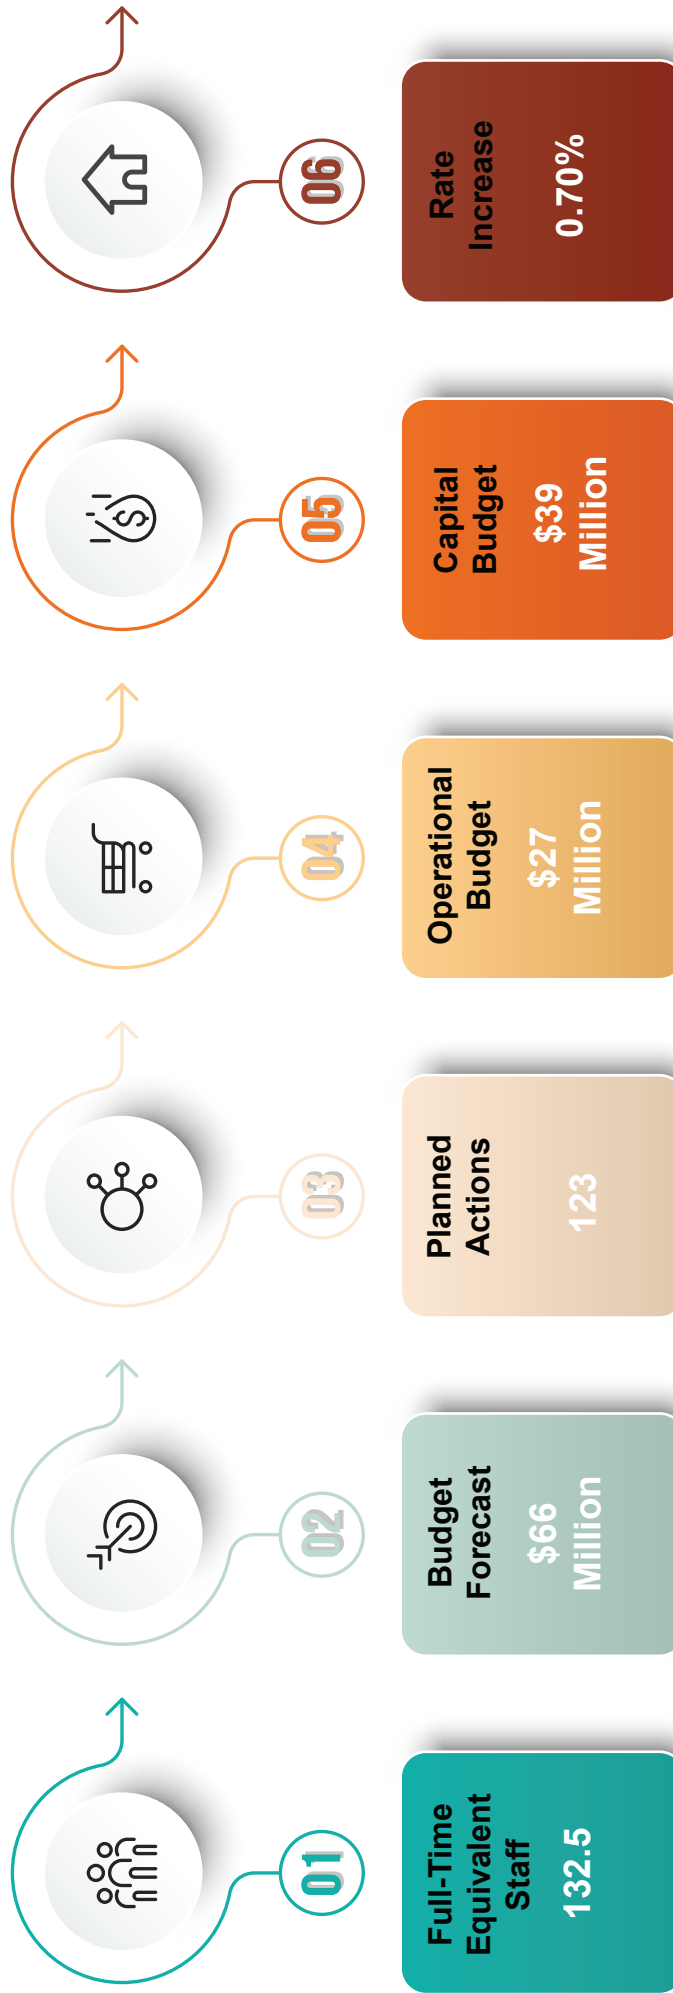 01
Full-Time
Equivalent
Staff
132.5
02
Budget
Forecast
$66
Million
03
Planned
Actions
123
04
Operational
Budget
$27
Million
05
Capital
Budget
$39
Million
06
Rate
Increase
0.70%